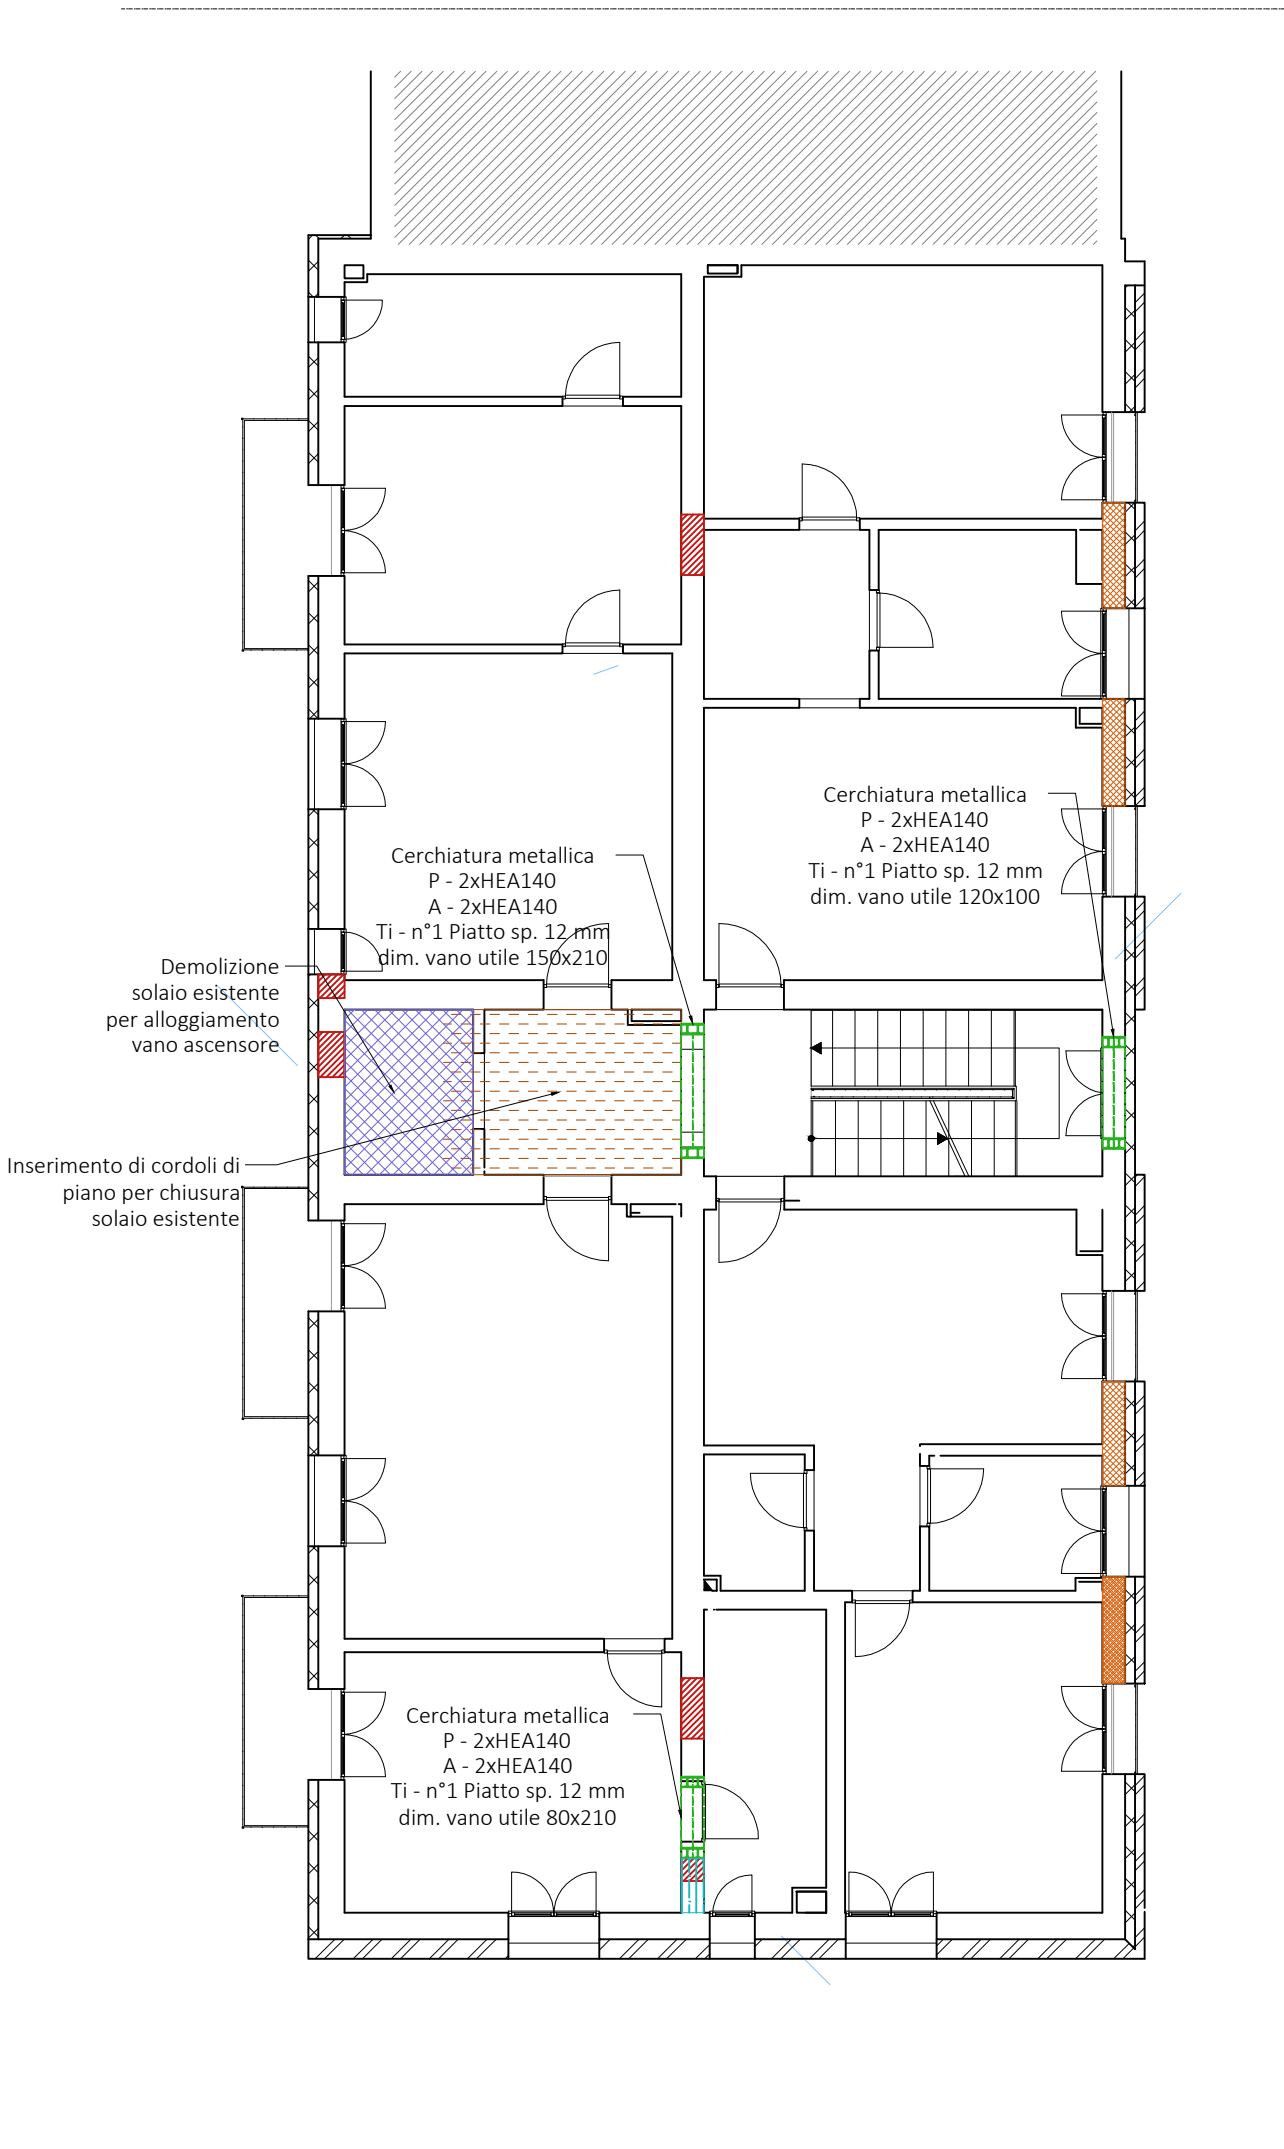 Cerchiatura metallica
P - 2xHEA140
A - 2xHEA140
Ti - n°1 Piatto sp. 12 mm
dim. vano utile 120x100
Cerchiatura metallica
P - 2xHEA140
A - 2xHEA140
Ti - n°1 Piatto sp. 12 mm
dim. vano utile 150x210
Demolizione
solaio esistente
per alloggiamento
vano ascensore
Inserimento di cordoli di
piano per chiusura
solaio esistente
Cerchiatura metallica
P - 2xHEA140
A - 2xHEA140
Ti - n°1 Piatto sp. 12 mm
dim. vano utile 80x210